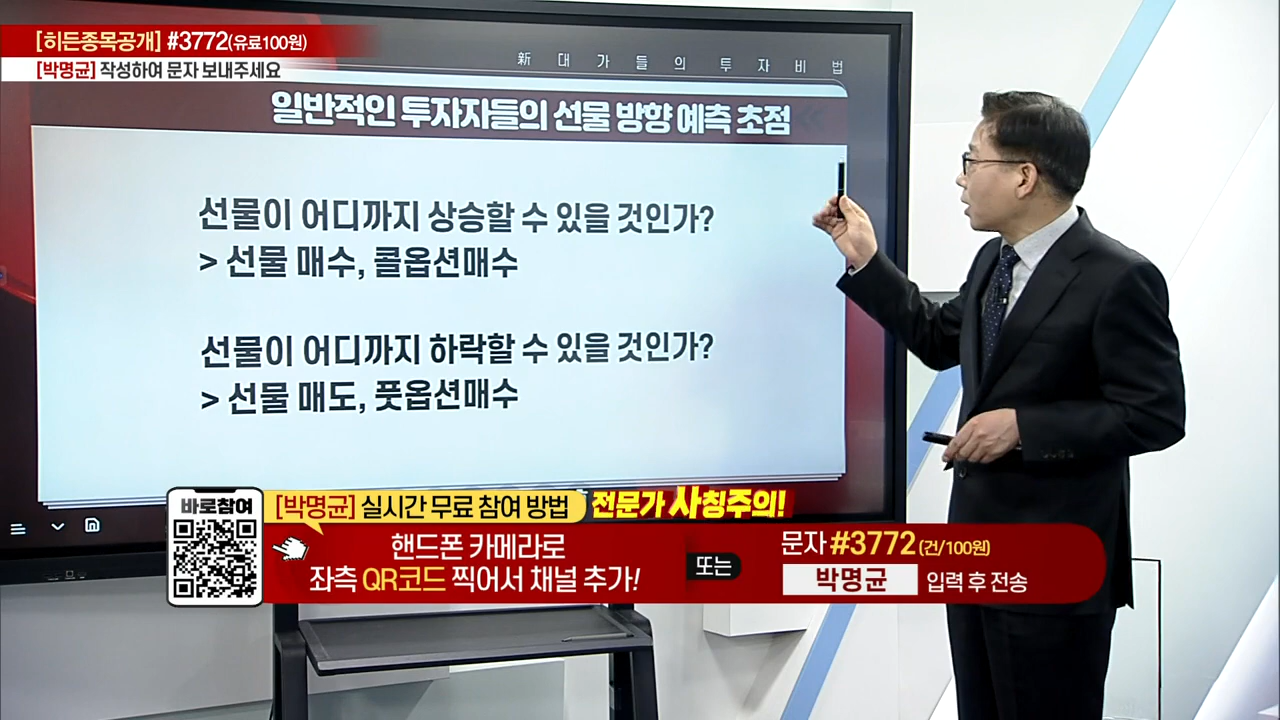 [히든종목공개] #3772(유료100원)
[박명균] 작성하여 문자 보내주세요
新 대 가 들 의 투 자 비 법
일반적인 투자자들의 선물 방향 예측 초점
선물이 어디까지 상승할 수 있을 것인가?
> 선물 매수, 콜옵션매수
선물이 어디까지 하락할 수 있을 것인가?
> 선물 매도, 풋옵션매수
바로참여
[박명균] 실시간 무료 참여 방법
전문가 사칭주의!
핸드폰 카메라로
좌측 QR코드 찍어서 채널 추가!
또는
문자 #3772 (건/100원)
박명균 입력 후 전송